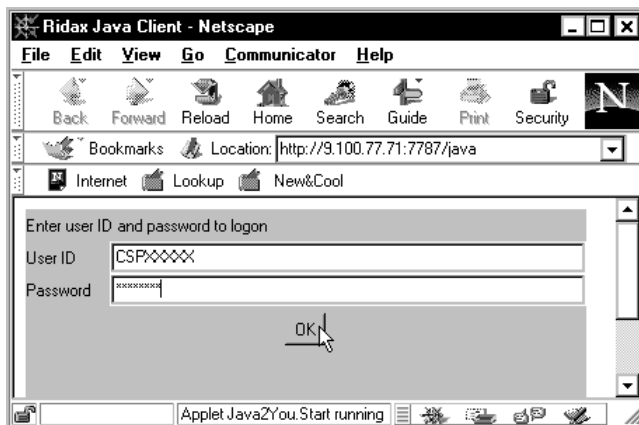 Ridax Java Client - Netscape
File Edit View Go Communicator Help
Back Forward Reload Home Search Guide Print Security
N
Bookmarks Location: http://9.100.77.71:7787/java
Internet Lookup New&Cool
Enter user ID and password to logon
User ID CSPXXXXX
Password ********
OK
Applet Java2You.Start running